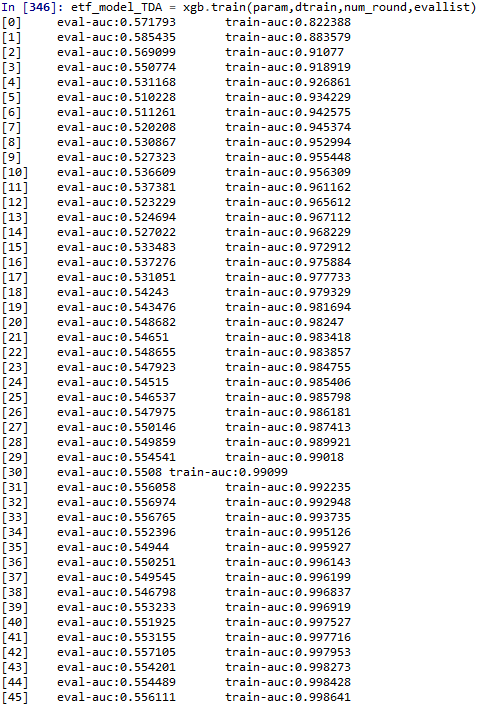 In [346]: etf_model_TDA = xgb.train(param,dtrain,num_round,evallist)
[0] eval-auc:0.571793 train-auc:0.822388
[1] eval-auc:0.585435 train-auc:0.883579
[2] eval-auc:0.569099 train-auc:0.91077
[3] eval-auc:0.550774 train-auc:0.918919
[4] eval-auc:0.531168 train-auc:0.926861
[5] eval-auc:0.510228 train-auc:0.934229
[6] eval-auc:0.511261 train-auc:0.942575
[7] eval-auc:0.520208 train-auc:0.945374
[8] eval-auc:0.530867 train-auc:0.952994
[9] eval-auc:0.527323 train-auc:0.955448
[10] eval-auc:0.536609 train-auc:0.956309
[11] eval-auc:0.537381 train-auc:0.961162
[12] eval-auc:0.523229 train-auc:0.965612
[13] eval-auc:0.524694 train-auc:0.967112
[14] eval-auc:0.527022 train-auc:0.968229
[15] eval-auc:0.533483 train-auc:0.972912
[16] eval-auc:0.537276 train-auc:0.975884
[17] eval-auc:0.531051 train-auc:0.977733
[18] eval-auc:0.54243 train-auc:0.979329
[19] eval-auc:0.543476 train-auc:0.981694
[20] eval-auc:0.548682 train-auc:0.98247
[21] eval-auc:0.54651 train-auc:0.983418
[22] eval-auc:0.548655 train-auc:0.983857
[23] eval-auc:0.547923 train-auc:0.984755
[24] eval-auc:0.54515 train-auc:0.985406
[25] eval-auc:0.546537 train-auc:0.985798
[26] eval-auc:0.547975 train-auc:0.986181
[27] eval-auc:0.550146 train-auc:0.987413
[28] eval-auc:0.549859 train-auc:0.989921
[29] eval-auc:0.554541 train-auc:0.99018
[30] eval-auc:0.5508 train-auc:0.99099
[31] eval-auc:0.556058 train-auc:0.992235
[32] eval-auc:0.556974 train-auc:0.992948
[33] eval-auc:0.556765 train-auc:0.993735
[34] eval-auc:0.552396 train-auc:0.995126
[35] eval-auc:0.54944 train-auc:0.995927
[36] eval-auc:0.550251 train-auc:0.996143
[37] eval-auc:0.549545 train-auc:0.996199
[38] eval-auc:0.546798 train-auc:0.996837
[39] eval-auc:0.553233 train-auc:0.996919
[40] eval-auc:0.551925 train-auc:0.997527
[41] eval-auc:0.553155 train-auc:0.997716
[42] eval-auc:0.557105 train-auc:0.997953
[43] eval-auc:0.554201 train-auc:0.998273
[44] eval-auc:0.554489 train-auc:0.998428
[45] eval-auc:0.556111 train-auc:0.998641